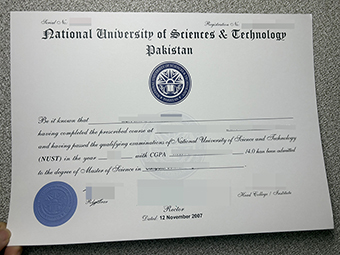 Serial No.
Registration No.
National University of Sciences & Technology
Pakistan
Be it known that
having completed the prescribed course at
and having passed the qualifying examinations of National University of Science and Technology
(NUST) in the year with CGPA /4.0 has been admitted
to the degree of Master of Science in
Registrar
Head College / Institute
Rector
Dated: 12 November 2007